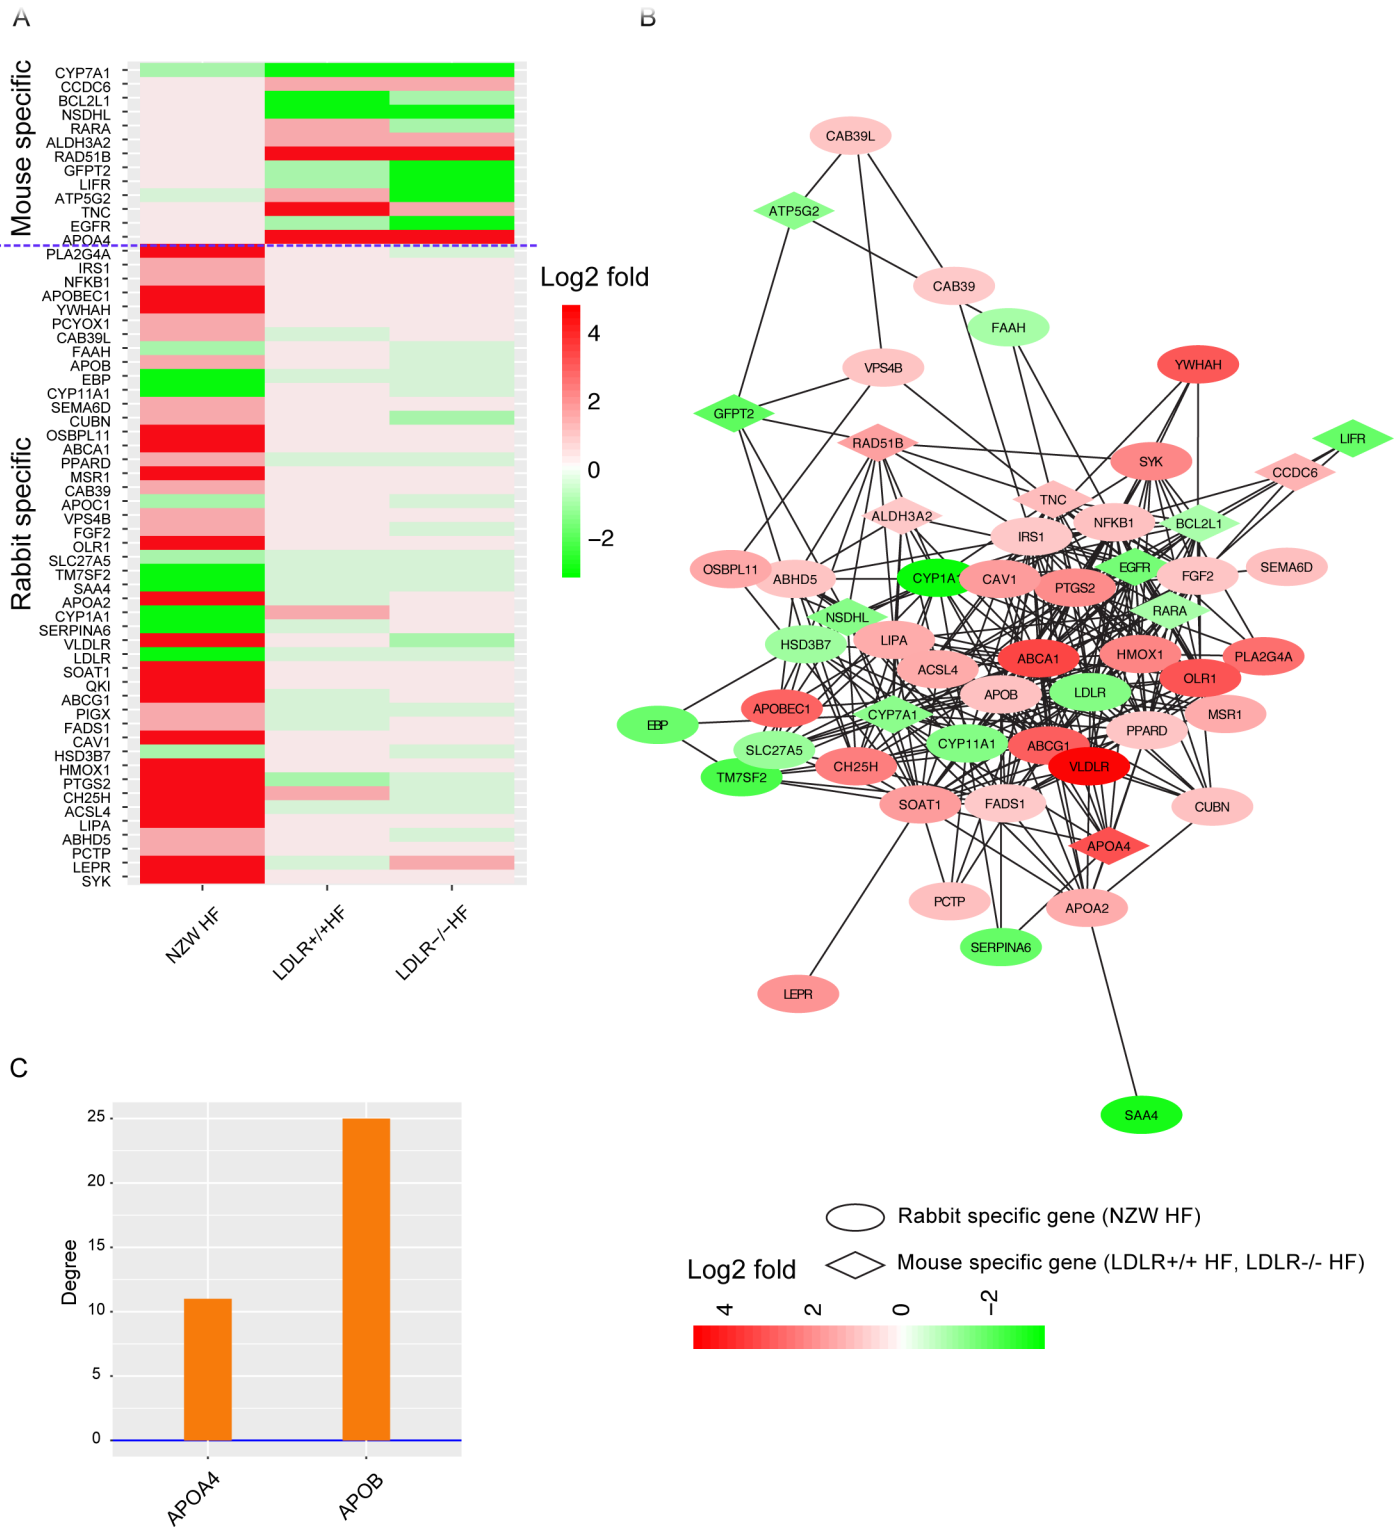 A
Mouse specific
CYP7A1
CCDC6
BCL2L1
NSDHL
RARA
ALDH3A2
RAD51B
GFPT2
LIFR
ATP5G2
TNC
EGFR
APOA4
Rabbit specific
PLA2G4A
IRS1
NFKB1
APOBEC1
YWHAH
PCYOX1
CAB39L
FAAH
APOB
EBP
CYP11A1
SEMA6D
CUBN
OSBPL11
ABCA1
PPARD
MSR1
CAB39
APOC1
VPS4B
FGF2
OLR1
SLC27A5
TM7SF2
SAA4
APOA2
CYP1A1
SERPINA6
VLDLR
LDLR
SOAT1
QKI
ABCG1
PIGX
FADS1
CAV1
HSD3B7
HMOX1
PTGS2
CH25H
ACSL4
LIPA
ABHD5
PCTP
LEPR
SYK
NZW HF
LDLR+/+HF
LDLR−/−HF
Log2 fold
4
2
0
−2
B
CAB39L
ATP5G2
CAB39
FAAH
VPS4B
YWHAH
GFPT2
RAD51B
LIFR
SYK
CCDC6
TNC
ALDH3A2
NFKB1
BCL2L1
IRS1
OSBPL11
ABHD5
CYP1A1
CAV1
PTGS2
EGFR
FGF2
SEMA6D
RARA
NSDHL
HSD3B7
LIPA
ACSL4
ABCA1
HMOX1
PLA2G4A
OLR1
APOB
LDLR
APOBEC1
CYP7A1
MSR1
EBP
PPARD
SLC27A5
CYP11A1
ABCG1
TM7SF2
CH25H
VLDLR
SOAT1
FADS1
CUBN
APOA4
PCTP
APOA2
SERPINA6
LEPR
SAA4
Rabbit specific gene (NZW HF)
Mouse specific gene (LDLR+/+ HF, LDLR-/- HF)
Log2 fold
4
2
0
−2
C
Degree
25
20
15
10
5
0
APOA4
APOB